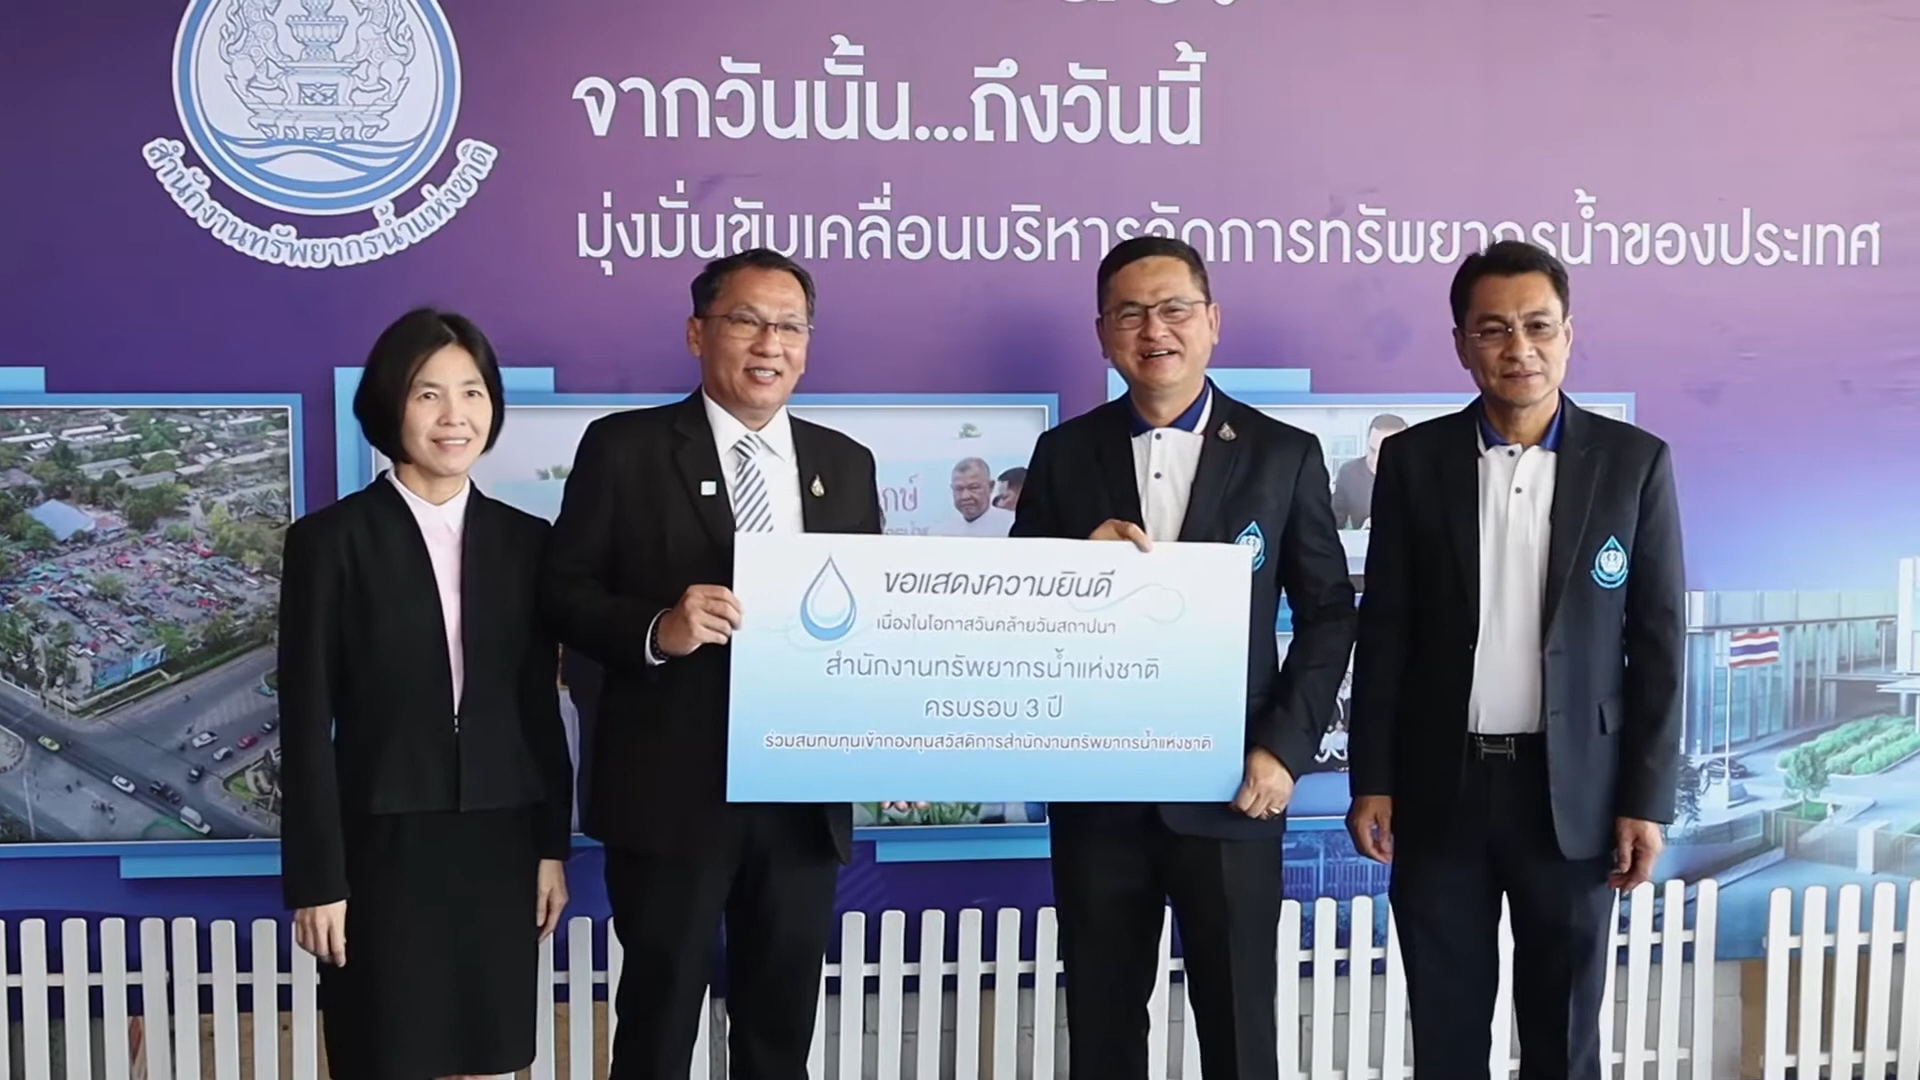 จากวันนั้น...ถึงวันนี้
มุ่งมั่นขับเคลื่อนบริหารจัดการทรัพยากรน้ำของประเทศ
สำนักงานทรัพยากรน้ำแห่งชาติ
ขอแสดงความยินดี
เนื่องในโอกาสวันคล้ายวันสถาปนา
สำนักงานทรัพยากรน้ำแห่งชาติ
ครบรอบ 3 ปี
ร่วมสมทบทุนเข้ากองทุนสวัสดิการสำนักงานทรัพยากรน้ำแห่งชาติ